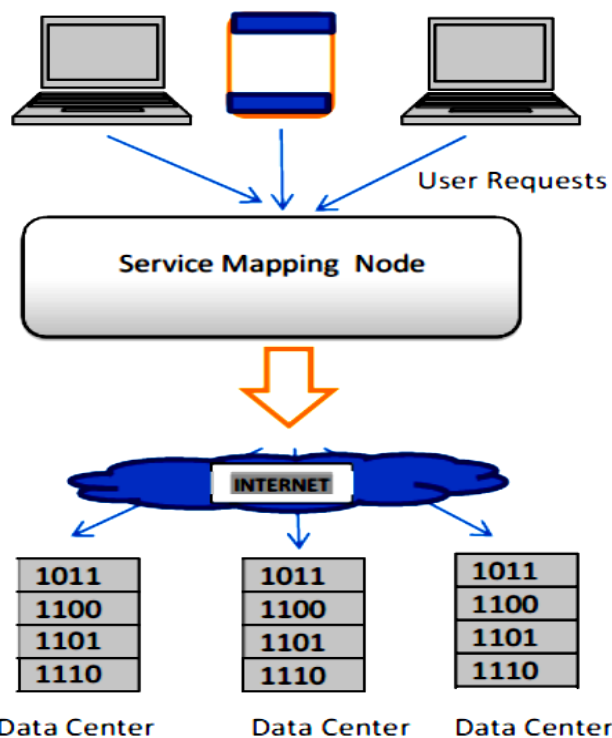 User Requests
Service Mapping Node
INTERNET
1011 1011 1011
1100 1100 1100
1101 1101 1101
1110 1110 1110
Data Center Data Center Data Center